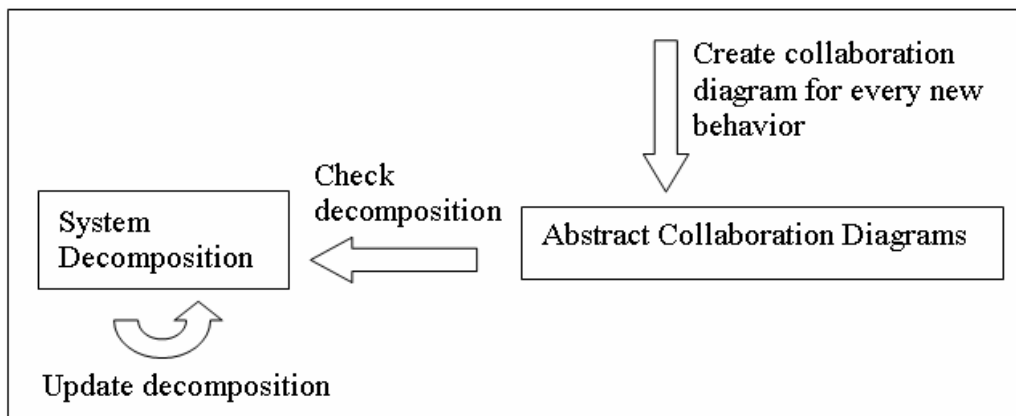 Create collaboration
diagram for every new
behavior
Check
decomposition
System
Decomposition
Abstract Collaboration Diagrams
Update decomposition